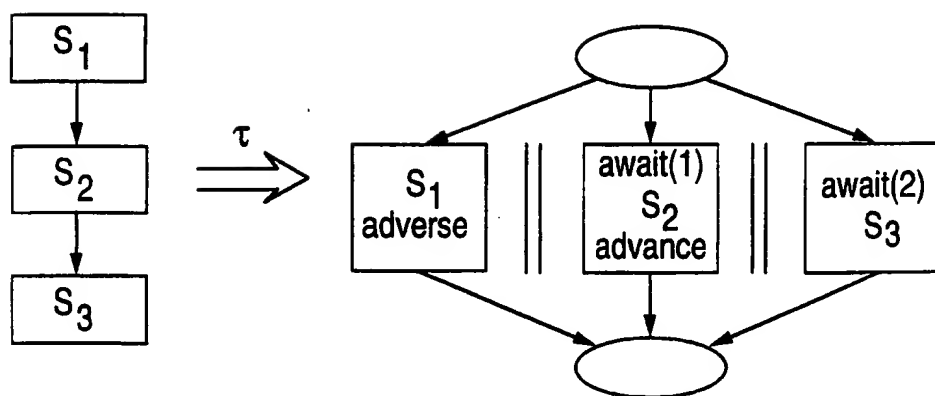 S1
S2
S3
τ
S1
adverse
await(1)
S2
advance
await(2)
S3